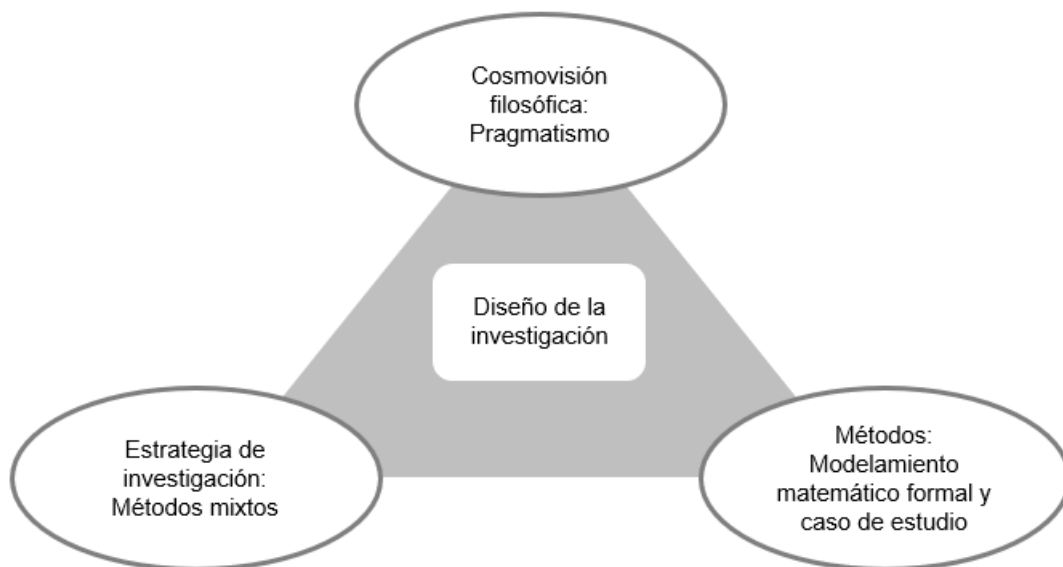 Cosmovisión
filosófica:
Pragmatismo
Diseño de la
investigación
Estrategia de
investigación:
Métodos mixtos
Métodos:
Modelamiento
matemático formal y
caso de estudio